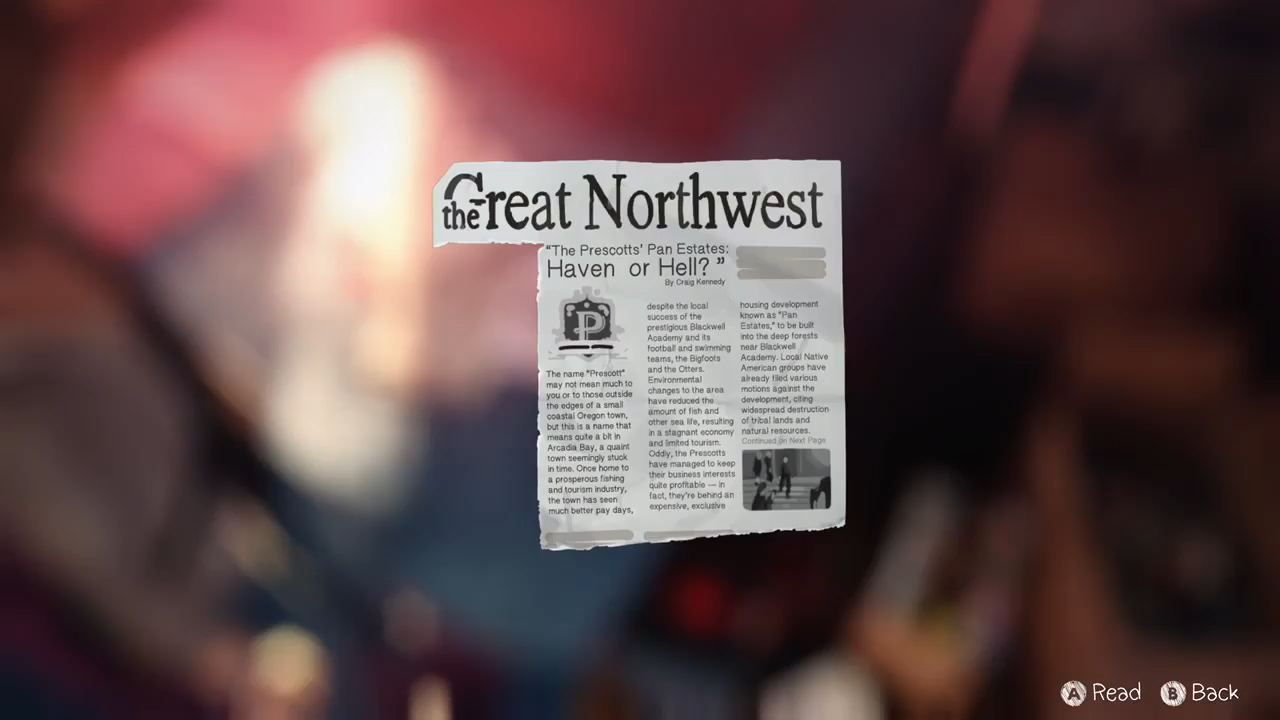 the Great Northwest
"The Prescotts' Pan Estates:
Haven or Hell?"
By Craig Kennedy
P
The name "Prescott"
may not mean much to
you or to those outside
the edges of a small
coastal Oregon town,
but this is a name that
means quite a bit in
Arcadia Bay, a quaint
town seemingly stuck
in time. Once home to
a prosperous fishing
and tourism industry,
the town has seen
much better pay days,
despite the local
success of the
prestigious Blackwell
Academy and its
football and swimming
teams, the Bigfoots
and the Otters.
Environmental
changes to the area
have reduced the
amount of fish and
other sea life, resulting
in a stagnant economy
and limited tourism.
Oddly, the Prescotts
have managed to keep
their business interests
quite profitable — in
fact, they're behind an
expensive, exclusive
housing development
known as "Pan
Estates," to be built
into the deep forests
near Blackwell
Academy. Local Native
American groups have
already filed various
motions against the
development, citing
widespread destruction
of tribal lands and
natural resources.
Continued on Next Page
A Read B Back